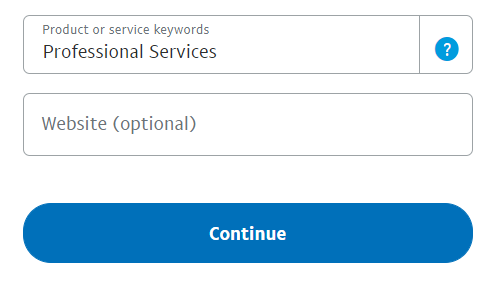 Product or service keywords
Professional Services
?
Website (optional)
Continue